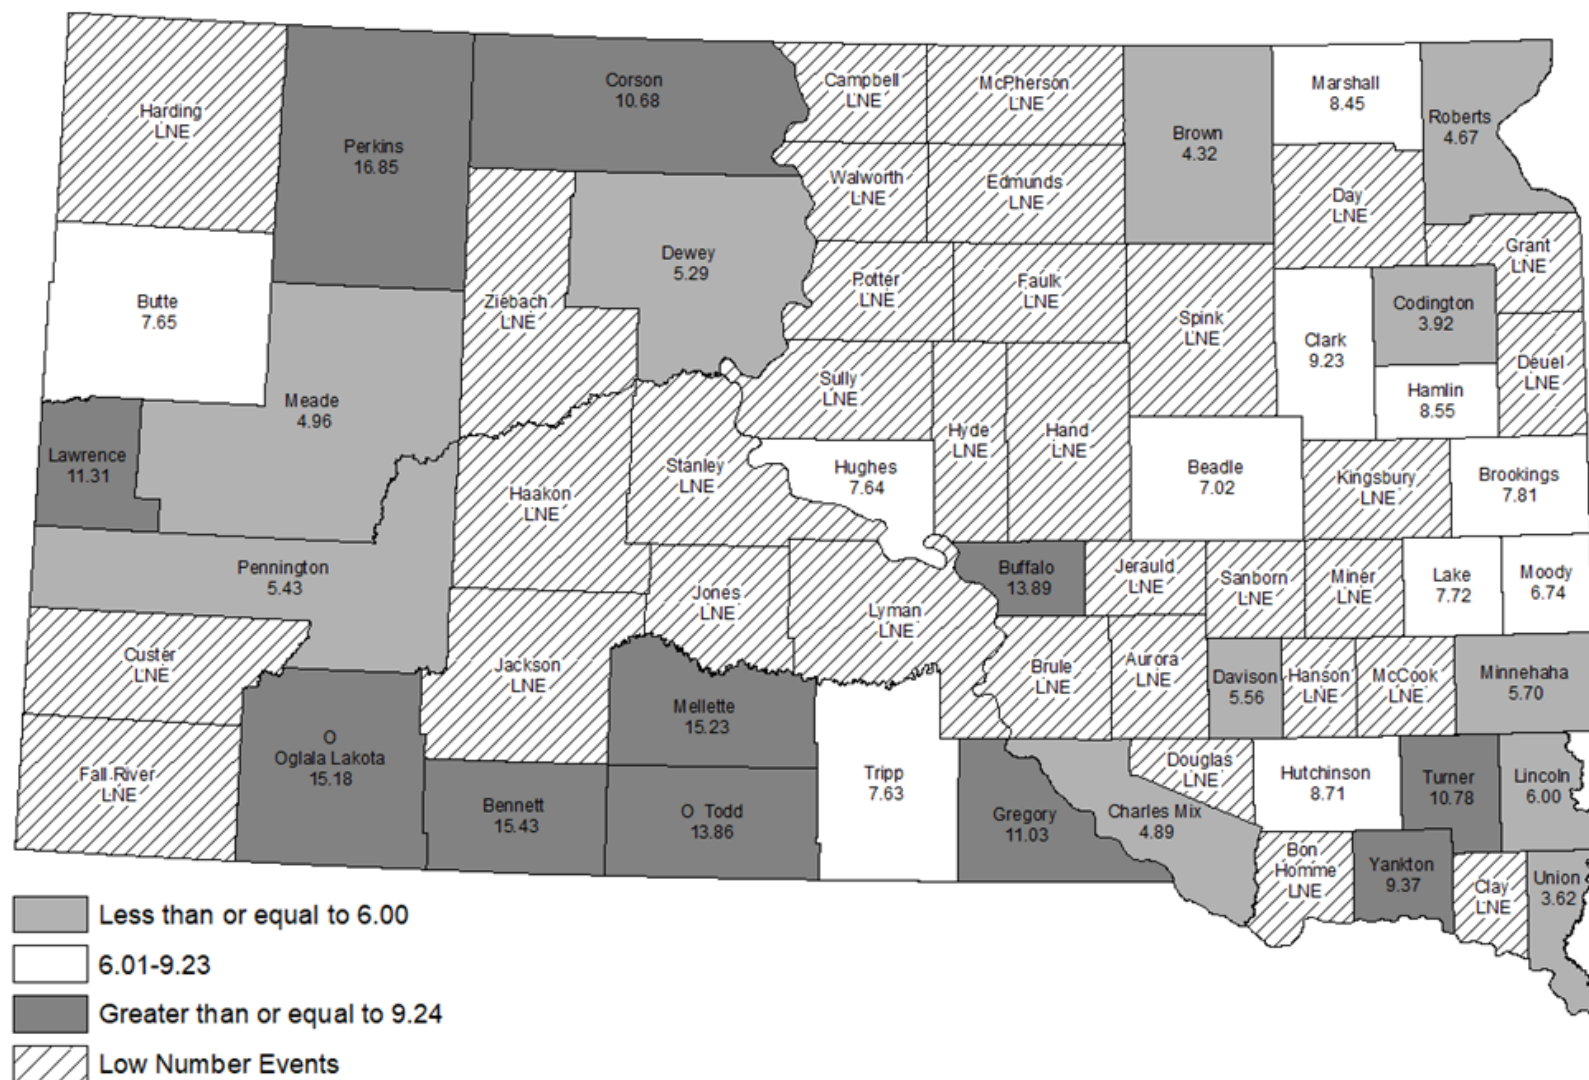 Harding
LNE
Perkins
16.85
Corson
10.68
Campbell
LNE
McPherson
LNE
Brown
4.32
Marshall
8.45
Roberts
4.67
Walworth
LNE
Edmunds
LNE
Day
LNE
Grant
LNE
Butte
7.65
Ziebach
LNE
Dewey
5.29
Potter
LNE
Faulk
LNE
Spink
LNE
Clark
9.23
Codington
3.92
Hamlin
8.55
Deuel
LNE
Meade
4.96
Sully
LNE
Lawrence
11.31
Haakon
LNE
Stanley
LNE
Hughes
7.64
Hyde
LNE
Hand
LNE
Beadle
7.02
Kingsbury
LNE
Brookings
7.81
Pennington
5.43
Jones
LNE
Lyman
LNE
Buffalo
13.89
Jerauld
LNE
Sanborn
LNE
Miner
LNE
Lake
7.72
Moody
6.74
Custer
LNE
Jackson
LNE
Mellette
15.23
Brule
LNE
Aurora
LNE
Davison
5.56
Hanson
LNE
McCook
LNE
Minnehaha
5.70
Fall River
LNE
O
Oglala Lakota
15.18
Bennett
15.43
O Todd
13.86
Tripp
7.63
Gregory
11.03
Charles Mix
4.89
Douglas
LNE
Hutchinson
8.71
Turner
10.78
Lincoln
6.00
Bon
Homme
LNE
Yankton
9.37
Clay
LNE
Union
3.62
Less than or equal to 6.00
6.01-9.23
Greater than or equal to 9.24
Low Number Events